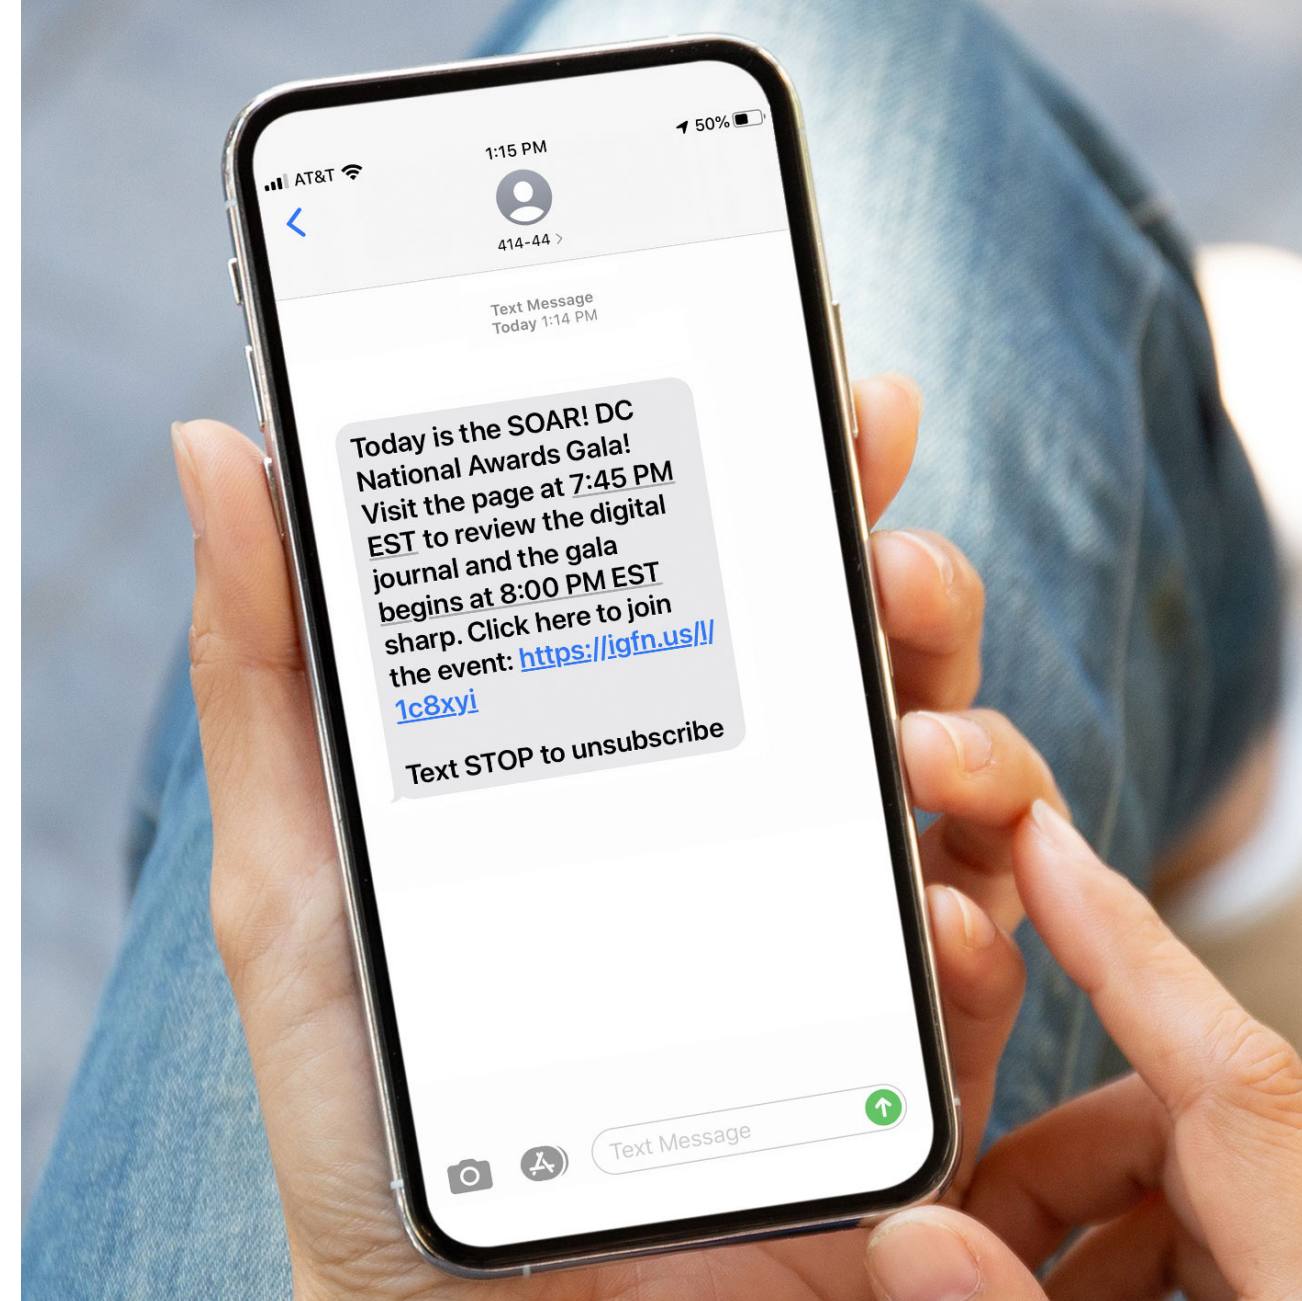 AT&T
1:15 PM
50%
414-44 >
Text Message
Today 1:14 PM
Today is the SOAR! DC
National Awards Gala!
Visit the page at 7:45 PM
EST to review the digital
journal and the gala
begins at 8:00 PM EST
sharp. Click here to join
the event: https://igfn.us/l/
1c8xyi
Text STOP to unsubscribe
Text Message